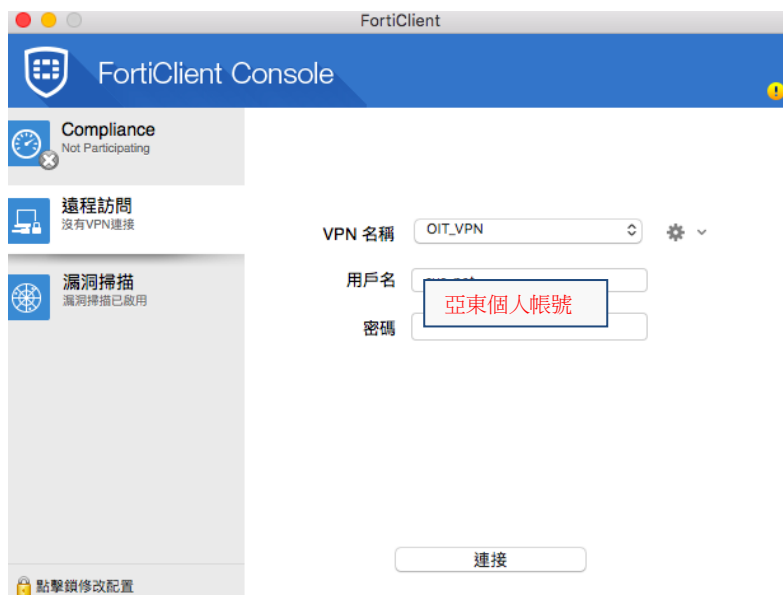 FortiClient
FortiClient Console
Compliance
Not Participating
遠程訪問
沒有VPN連接
漏洞掃描
漏洞掃描已啟用
VPN 名稱
OIT_VPN
用戶名
亞東個人帳號
密碼
連接
點擊鎖修改配置